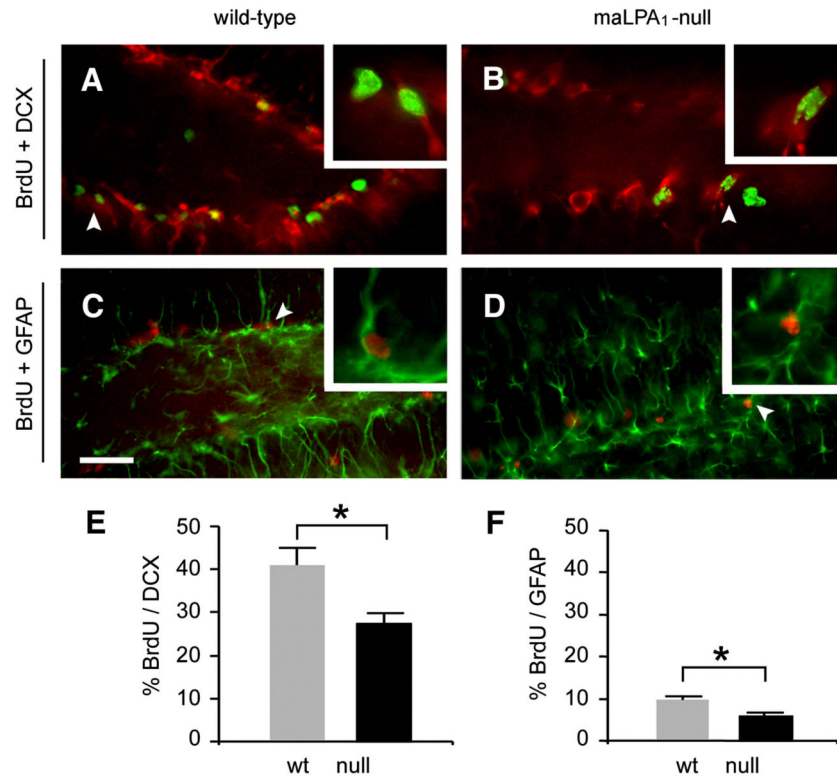 wild-type
maLPA₁-null
BrdU + DCX
A
B
BrdU + GFAP
C
D
E
% BrdU / DCX
50
40
30
20
10
0
*
wt null
F
% BrdU / GFAP
50
40
30
20
10
0
*
wt null